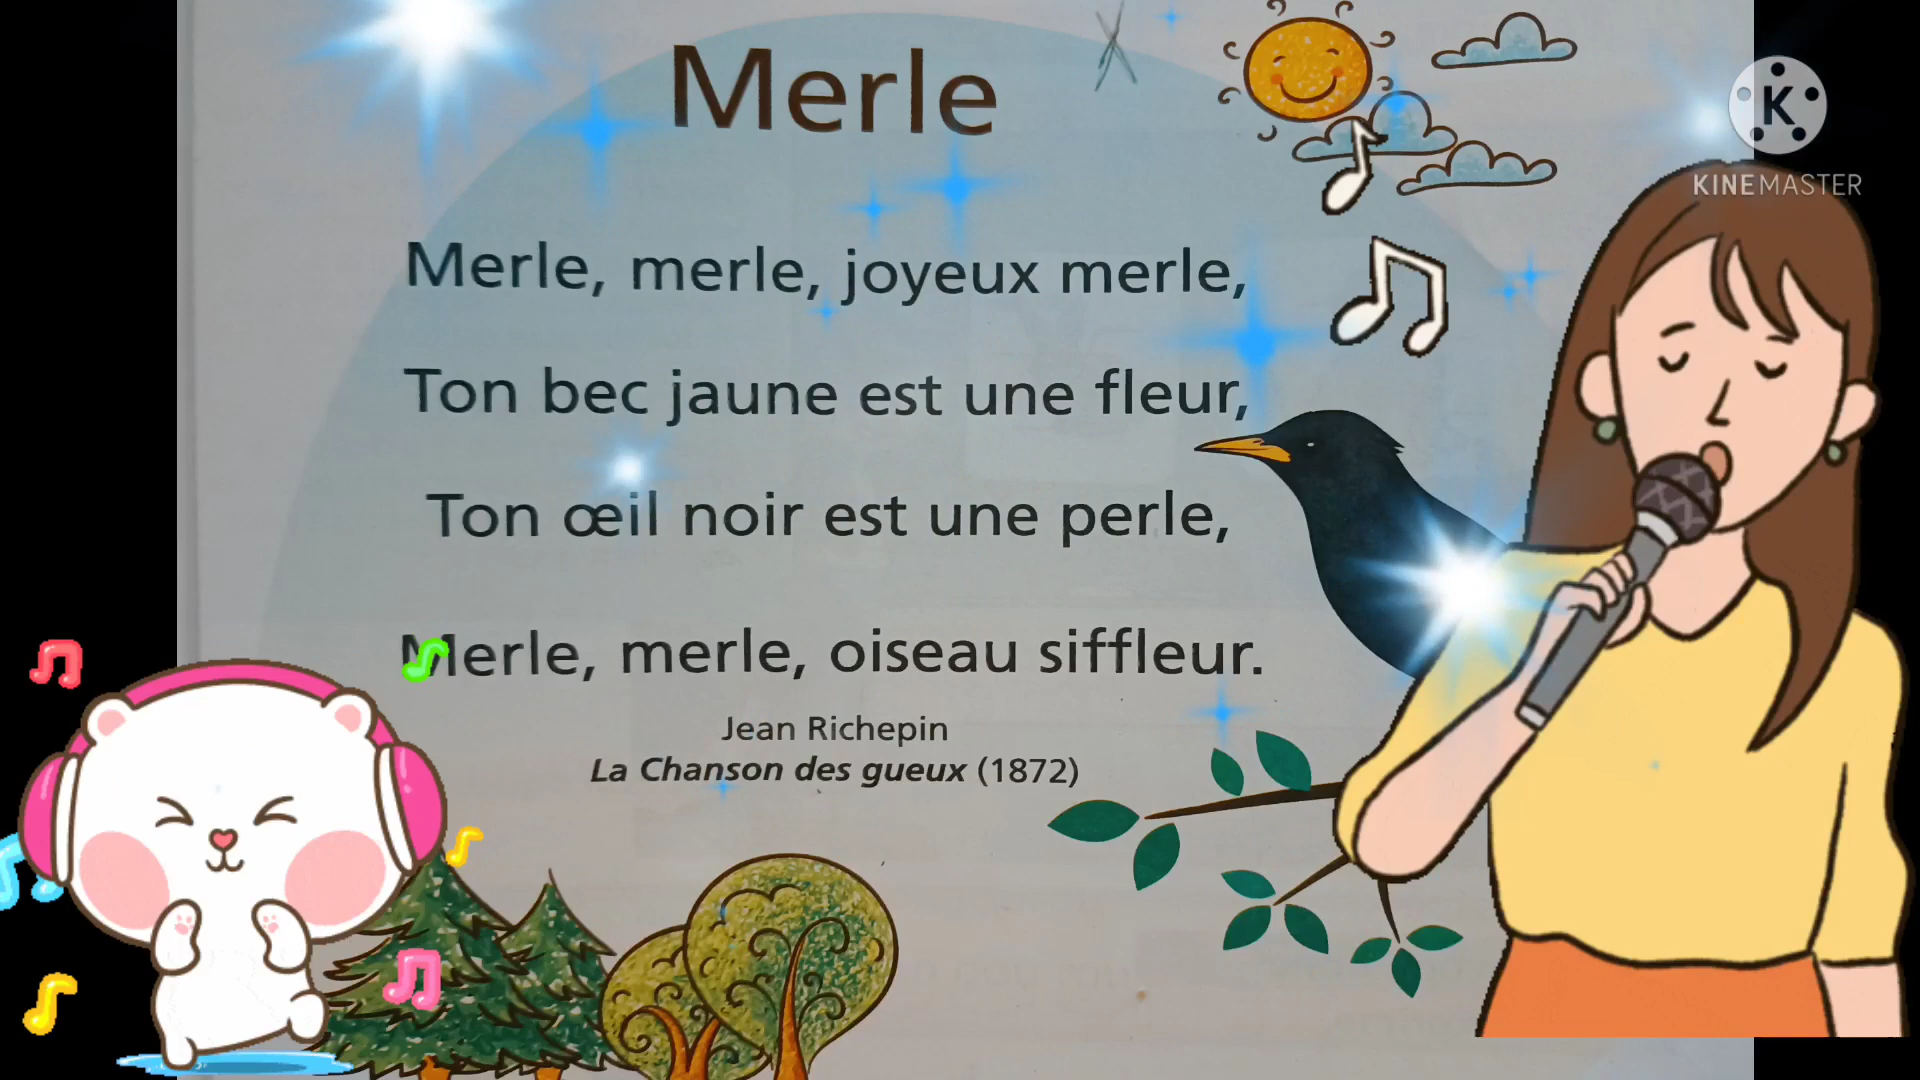 Merle
Merle, merle, joyeux merle,
Ton bec jaune est une fleur,
Ton œil noir est une perle,
Merle, merle, oiseau siffleur.
Jean Richepin
La Chanson des gueux (1872)
K
KINEMASTER